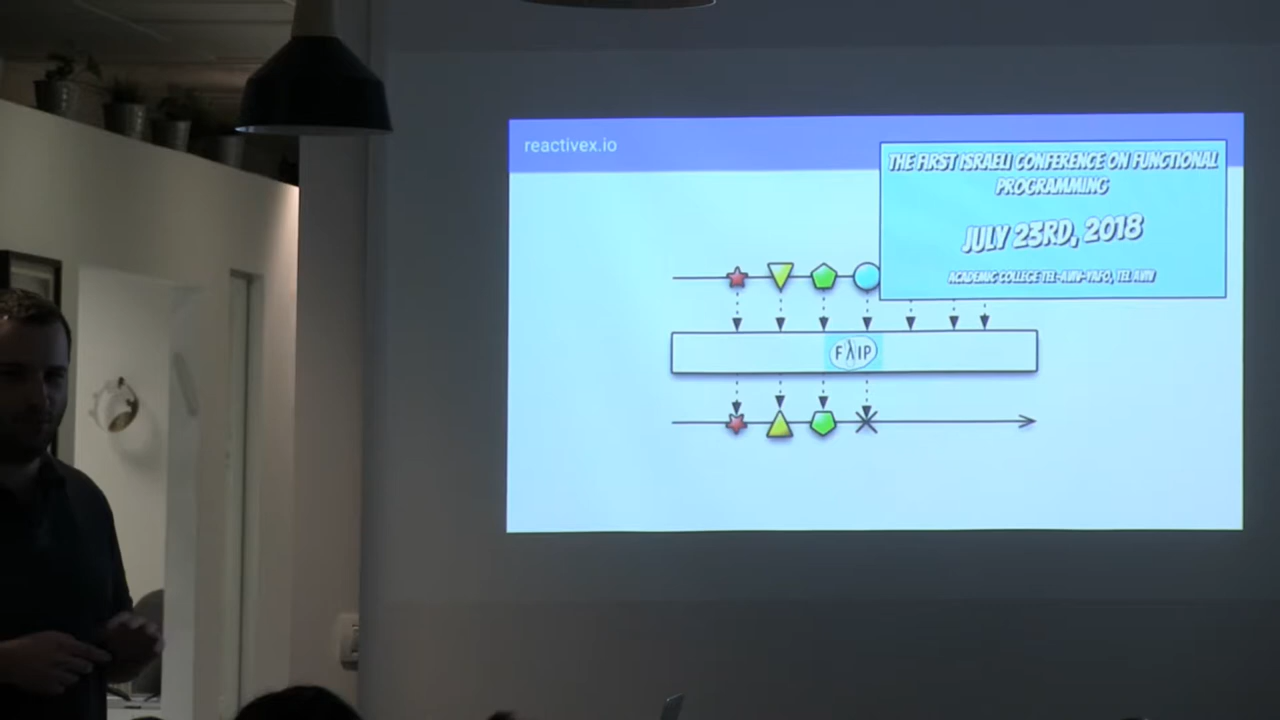 reactivex.io
THE FIRST ISRAELI CONFERENCE ON FUNCTIONAL
PROGRAMMING
JULY 23RD, 2018
ACADEMIC COLLEGE TEL-AVIV-YAFO, TEL AVIV
FλIP